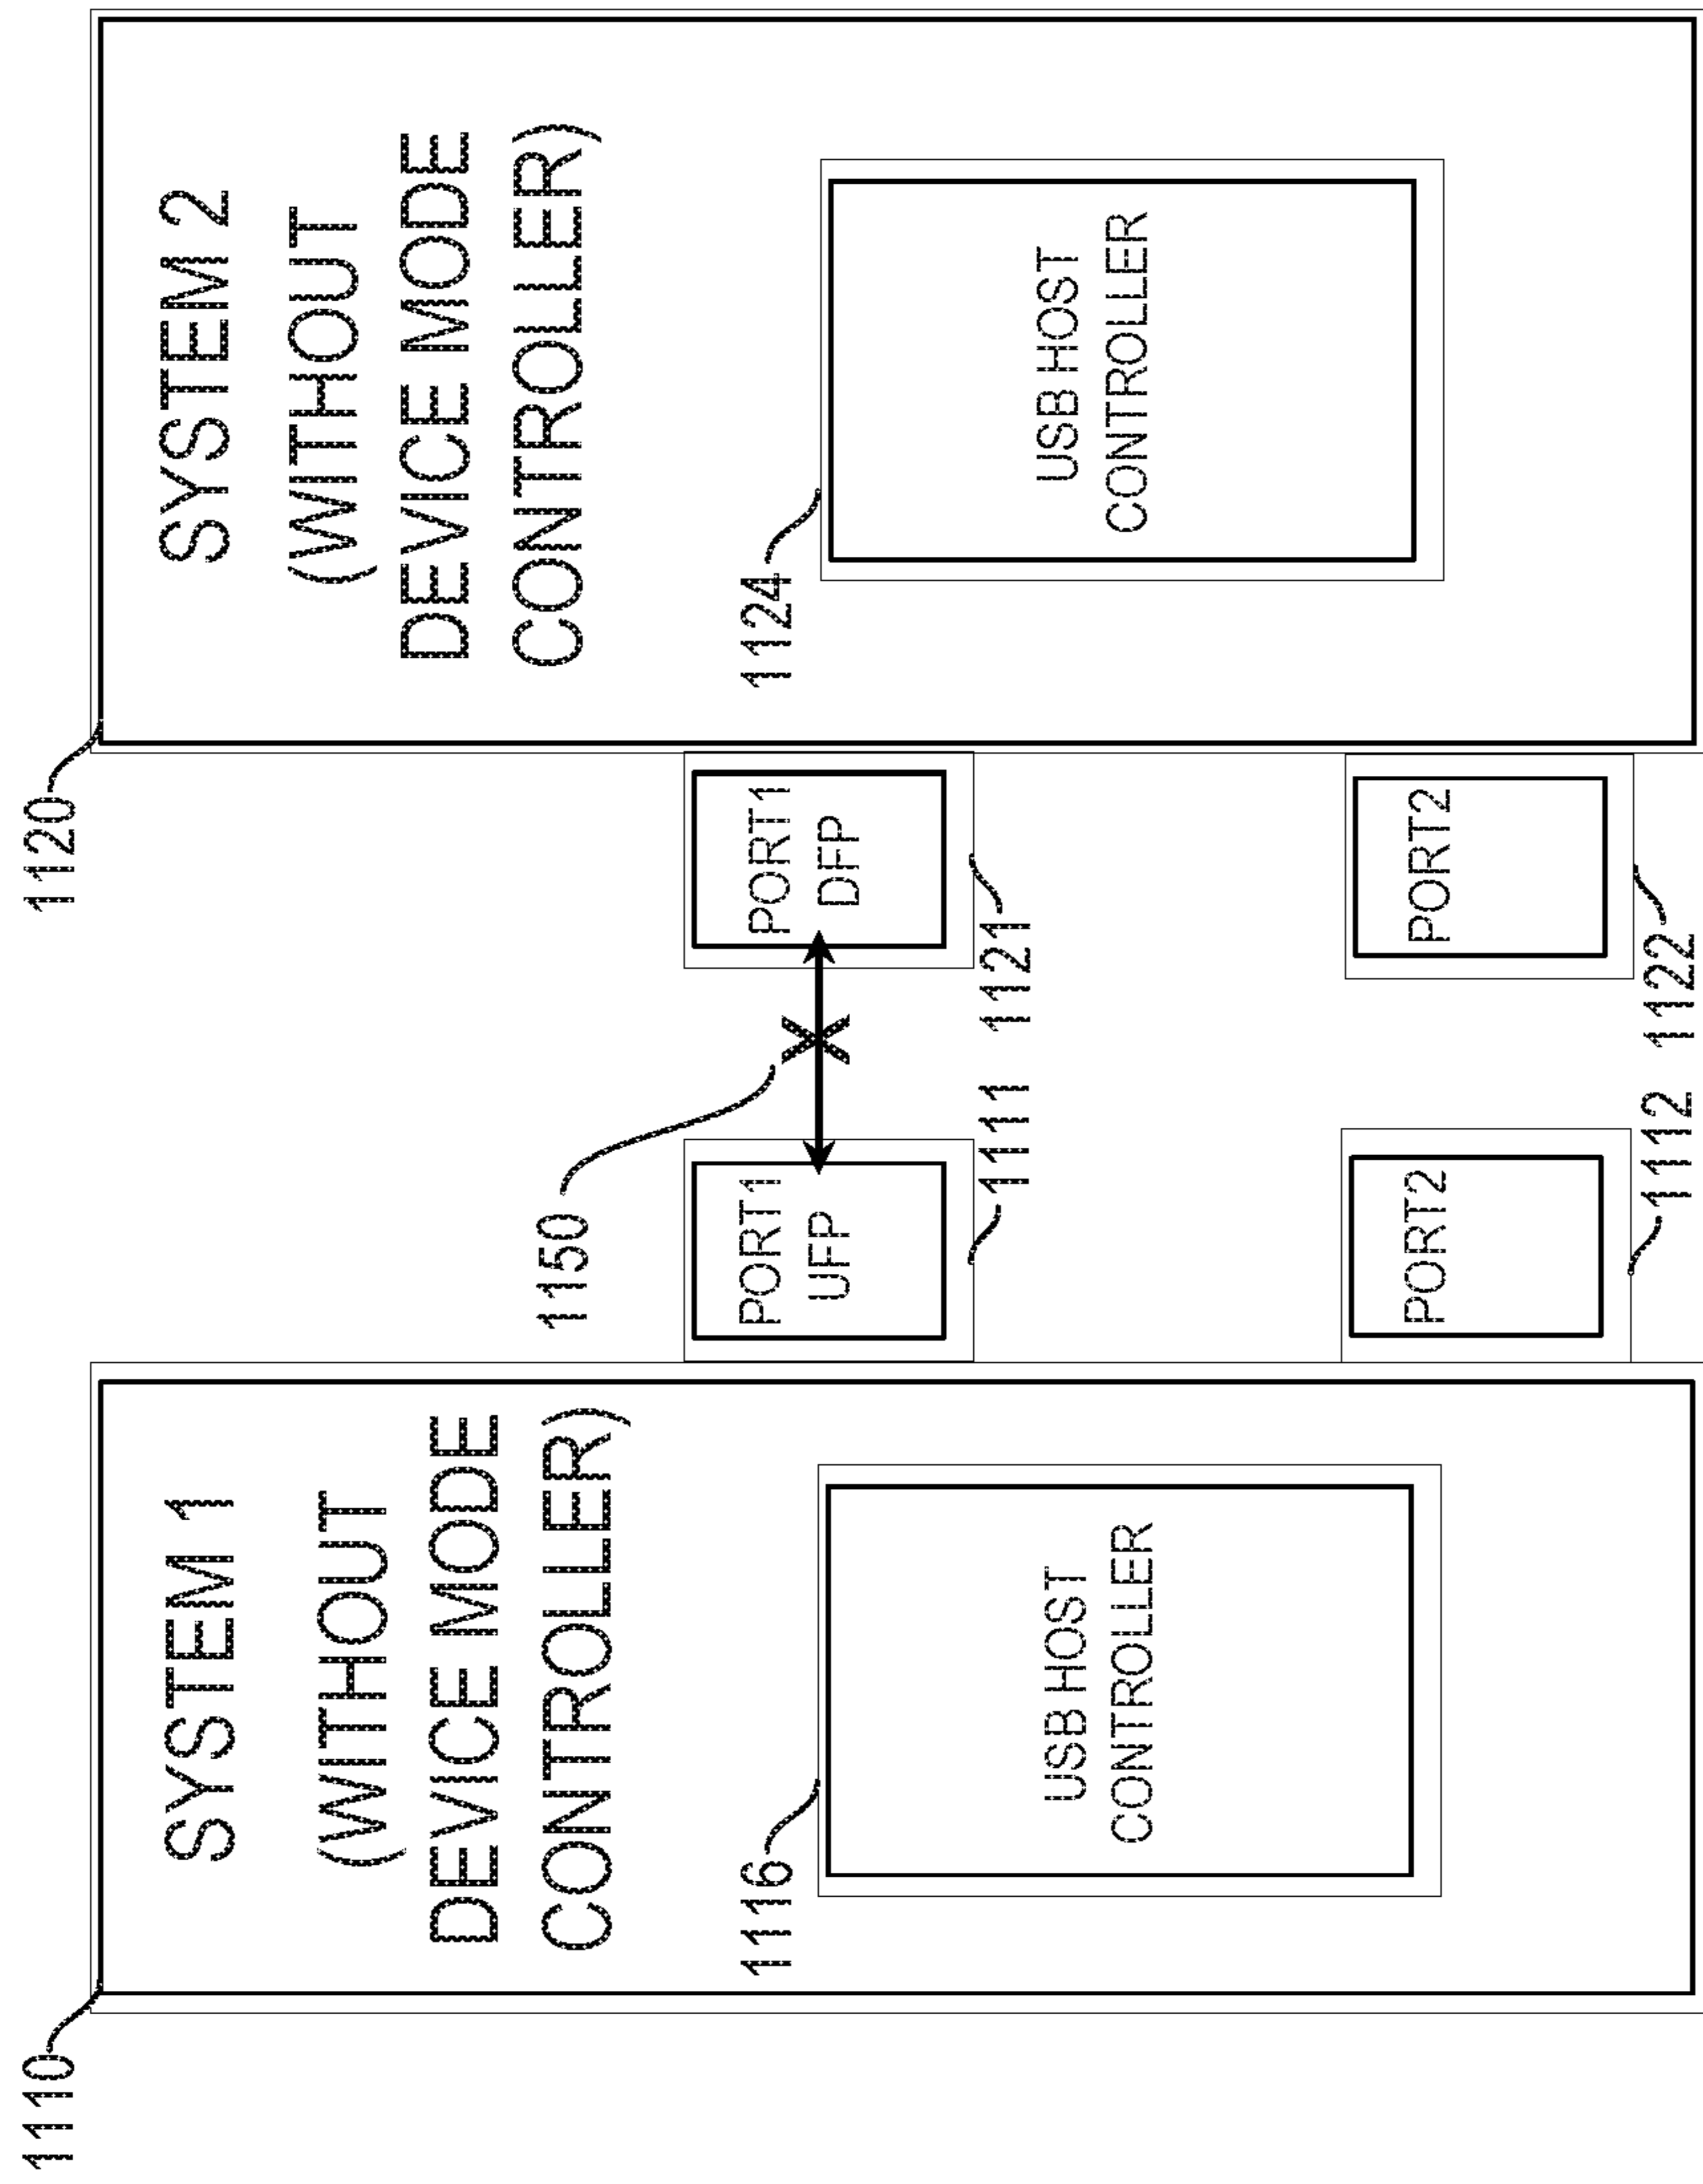 1110
SYSTEM 1
(WITHOUT
DEVICE MODE
CONTROLLER)
1116
USB HOST
CONTROLLER
1150
PORT1
UFP
1111
PORT1
DFP
1121
PORT2
1112
PORT2
1122
1120
SYSTEM 2
(WITHOUT
DEVICE MODE
CONTROLLER)
1124
USB HOST
CONTROLLER